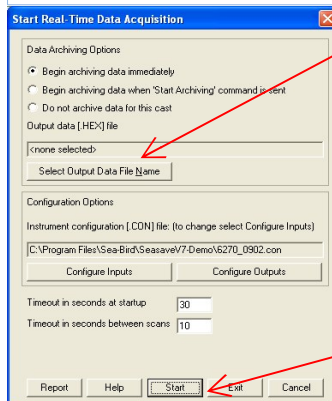 Start Real-Time Data Acquisition
Data Archiving Options
Begin archiving data immediately
Begin archiving data when 'Start Archiving' command is sent
Do not archive data for this cast
Output data [.HEX] file
<none selected>
Select Output Data File Name
Configuration Options
Instrument configuration [.CON] file: (to change select Configure Inputs)
C:\Program Files\Sea-Bird\SeasaveV7-Demo\6270_0902.con
Configure Inputs Configure Outputs
Timeout in seconds at startup 30
Timeout in seconds between scans 10
Report Help Start Exit Cancel